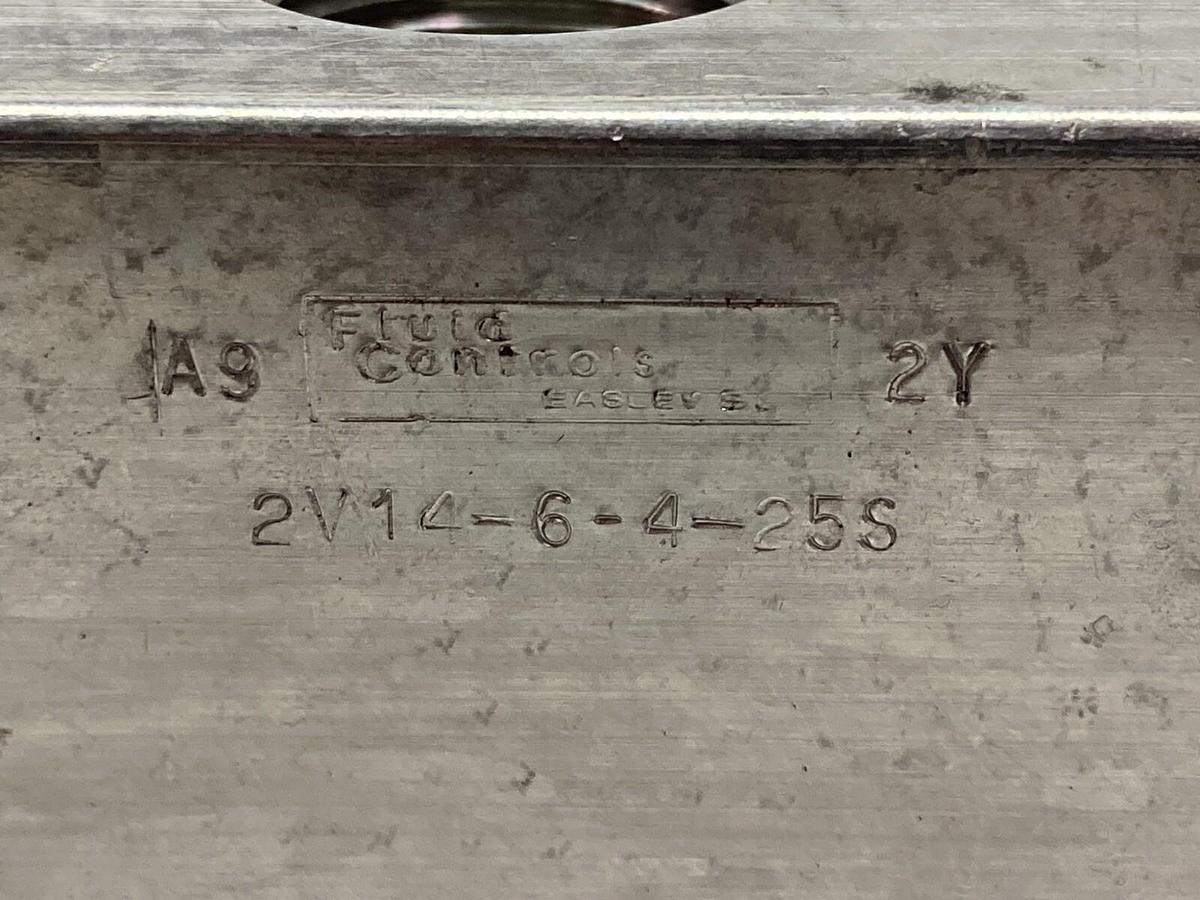 A9 Fluid Controls EASLEY S. 2Y
2V14-6-4-25S